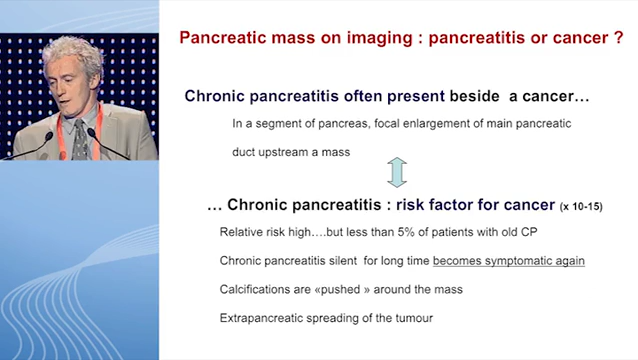 Pancreatic mass on imaging : pancreatitis or cancer ?
Chronic pancreatitis often present beside a cancer…
In a segment of pancreas, focal enlargement of main pancreatic
duct upstream a mass
… Chronic pancreatitis : risk factor for cancer (x 10-15)
Relative risk high….but less than 5% of patients with old CP
Chronic pancreatitis silent for long time becomes symptomatic again
Calcifications are «pushed » around the mass
Extrapancreatic spreading of the tumour